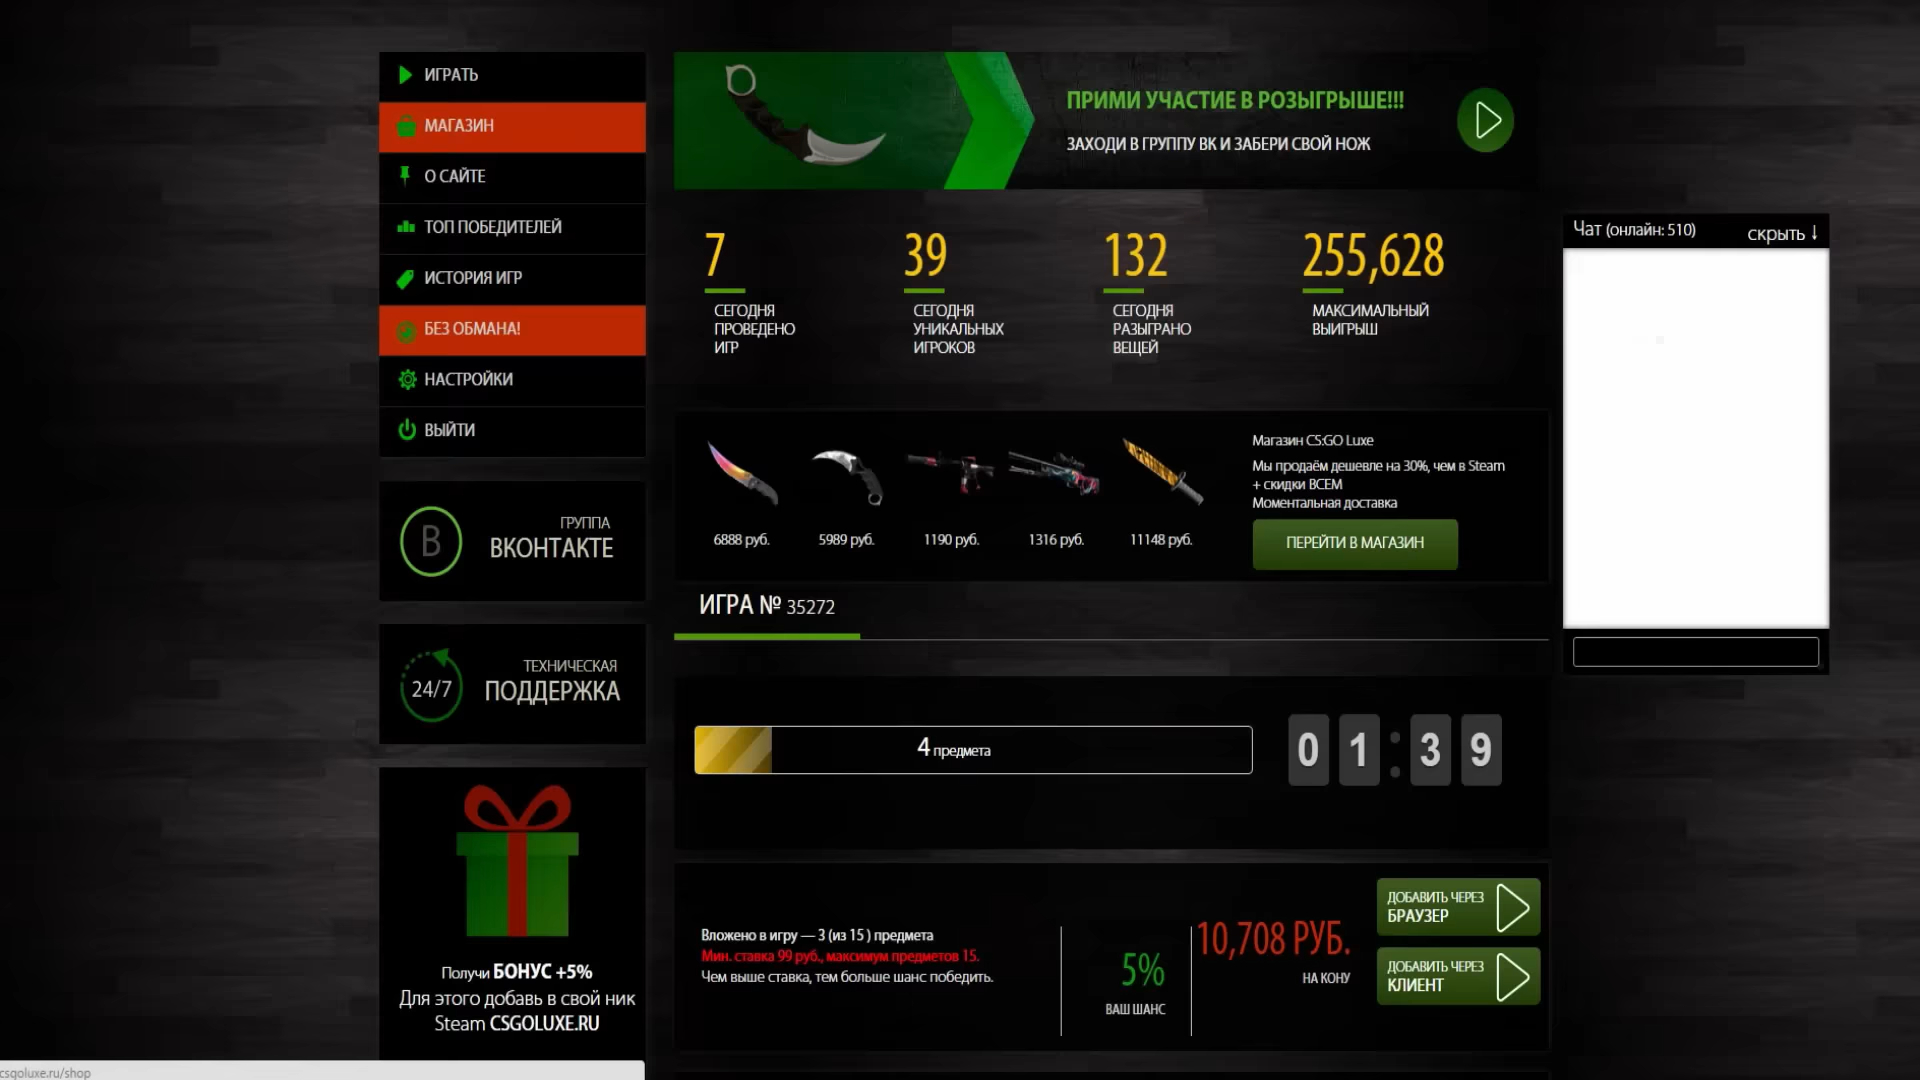 ИГРАТЬ
МАГАЗИН
О САЙТЕ
ТОП ПОБЕДИТЕЛЕЙ
ИСТОРИЯ ИГР
БЕЗ ОБМАНА!
НАСТРОЙКИ
ВЫЙТИ
В
ГРУППА
ВКОНТАКТЕ
24/7
ТЕХНИЧЕСКАЯ
ПОДДЕРЖКА
Получи БОНУС +5%
Для этого добавь в свой ник
Steam CSGOLUXE.RU
ПРИМИ УЧАСТИЕ В РОЗЫГРЫШЕ!!!
ЗАХОДИ В ГРУППУ ВК И ЗАБЕРИ СВОЙ НОЖ
7
СЕГОДНЯ
ПРОВЕДЕНО
ИГР
39
СЕГОДНЯ
УНИКАЛЬНЫХ
ИГРОКОВ
132
СЕГОДНЯ
РАЗЫГРАНО
ВЕЩЕЙ
255,628
МАКСИМАЛЬНЫЙ
ВЫИГРЫШ
6888 руб.
5989 руб.
1190 руб.
1316 руб.
11148 руб.
Магазин CS:GO Luxe
Мы продаём дешевле на 30%, чем в Steam
+ скидки ВСЕМ
Моментальная доставка
ПЕРЕЙТИ В МАГАЗИН
ИГРА № 35272
4 предмета
01:39
Вложено в игру — 3 (из 15 ) предмета
Мин. ставка 99 руб., максимум предметов 15.
Чем выше ставка, тем больше шанс победить.
5%
ВАШ ШАНС
10,708 РУБ.
НА КОНУ
ДОБАВИТЬ ЧЕРЕЗ
БРАУЗЕР
ДОБАВИТЬ ЧЕРЕЗ
КЛИЕНТ
Чат (онлайн: 510)
скрыть ↓
csgoluxe.ru/shop